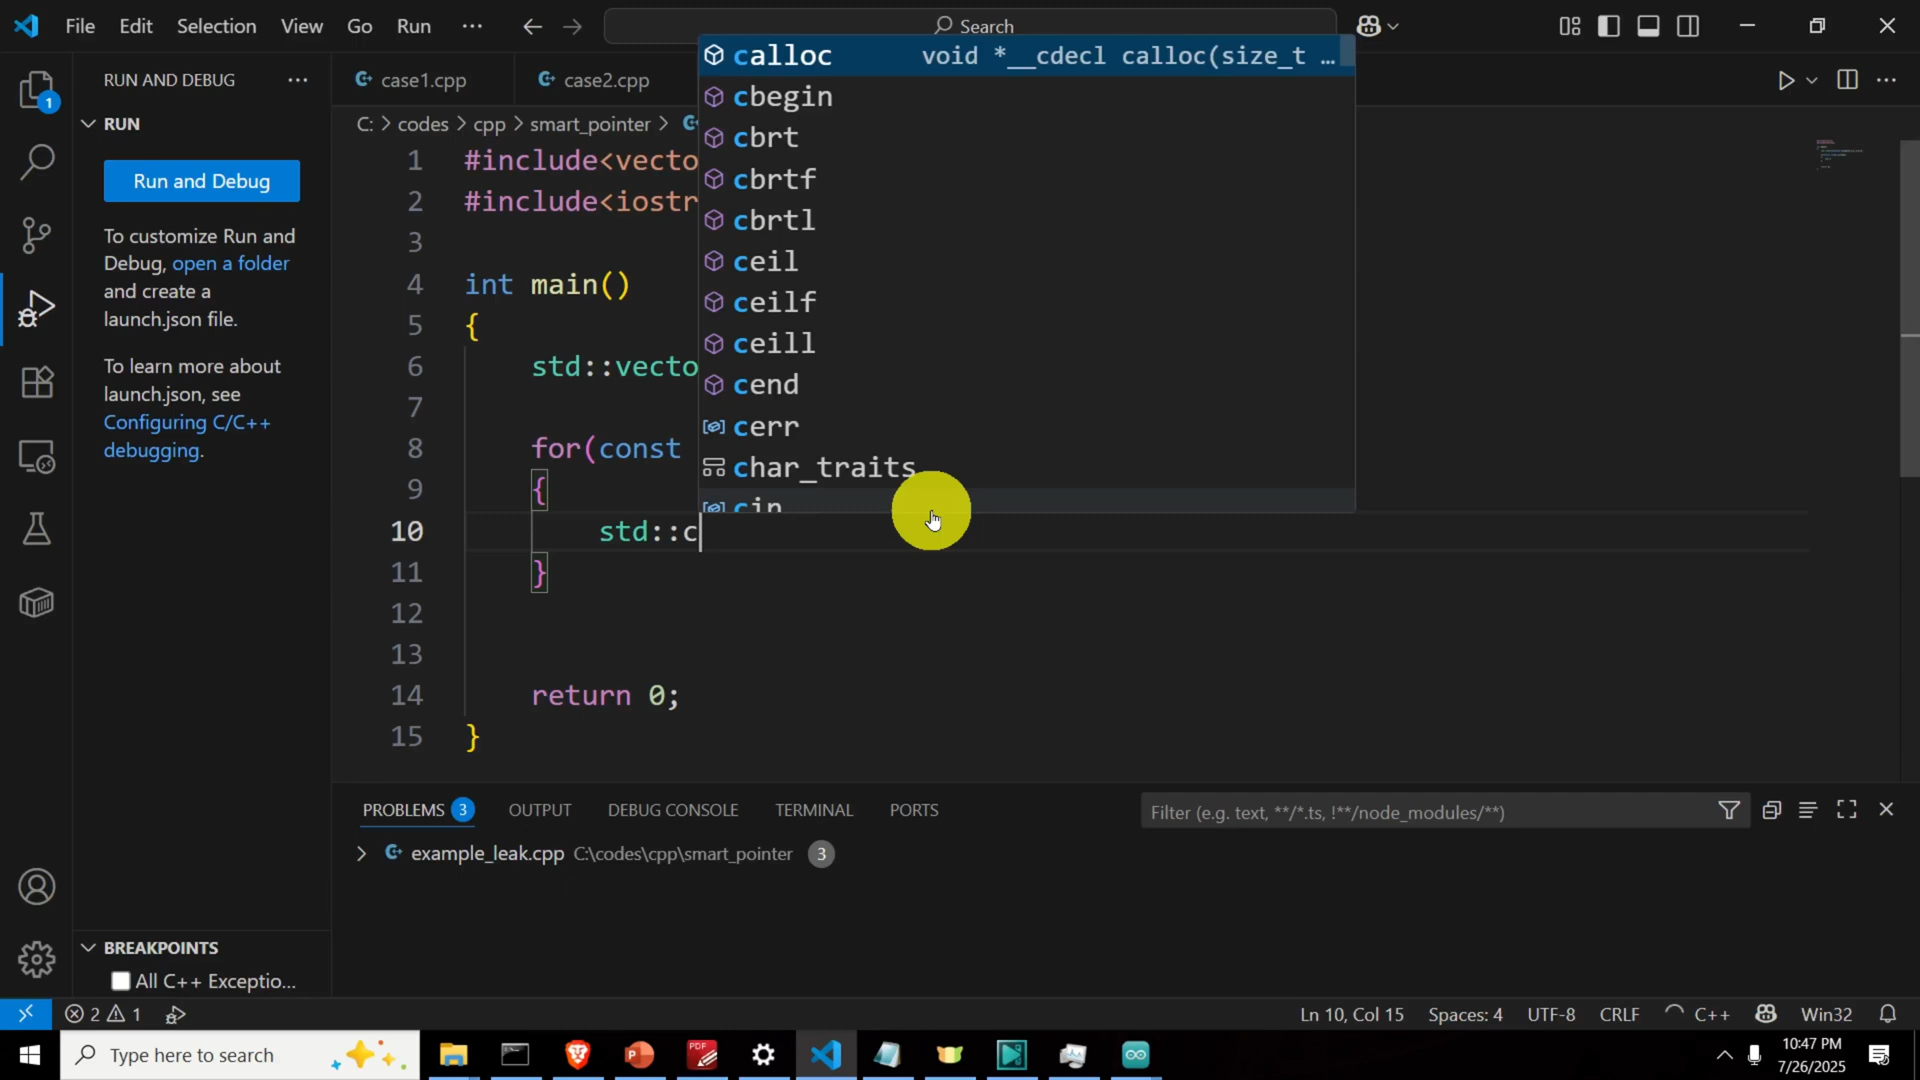 File Edit Selection View Go Run ··· Search
RUN AND DEBUG ···
RUN
Run and Debug
To customize Run and
Debug, open a folder
and create a
launch.json file.
To learn more about
launch.json, see
Configuring C/C++
debugging.
BREAKPOINTS
All C++ Exceptio...
case1.cpp case2.cpp
C: > codes > cpp > smart_pointer >
1 #include<vecto
2 #include<iostr
3
4 int main()
5 {
6 std::vecto
7
8 for(const
9 {
10 std::c
11 }
12
13
14 return 0;
15 }
calloc void *__cdecl calloc(size_t …
cbegin
cbrt
cbrtf
cbrtl
ceil
ceilf
ceill
cend
cerr
char_traits
cin
PROBLEMS 3 OUTPUT DEBUG CONSOLE TERMINAL PORTS Filter (e.g. text, **/*.ts, !**/node_modules/**)
example_leak.cpp C:\codes\cpp\smart_pointer 3
2 1 Ln 10, Col 15 Spaces: 4 UTF-8 CRLF C++ Win32
Type here to search
PDF
10:47 PM
7/26/2025
1